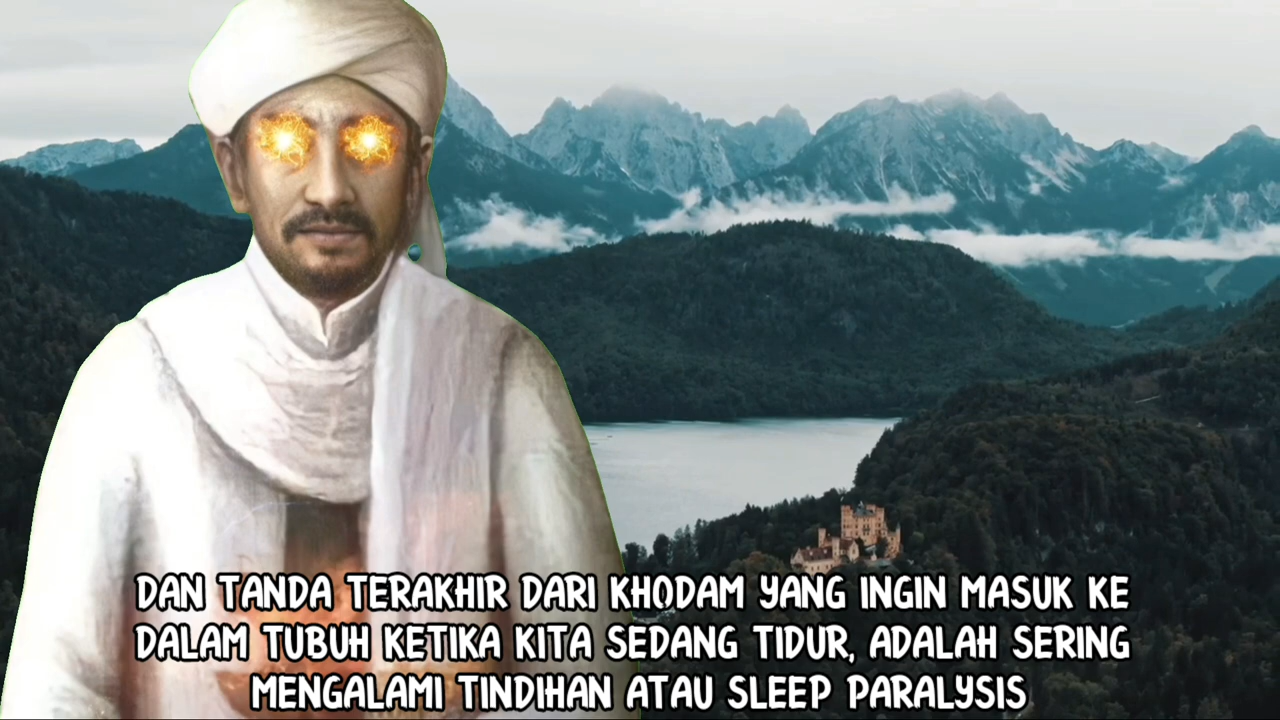 DAN TANDA TERAKHIR DARI KHODAM YANG INGIN MASUK KE
DALAM TUBUH KETIKA KITA SEDANG TIDUR, ADALAH SERING
MENGALAMI TINDIHAN ATAU SLEEP PARALYSIS